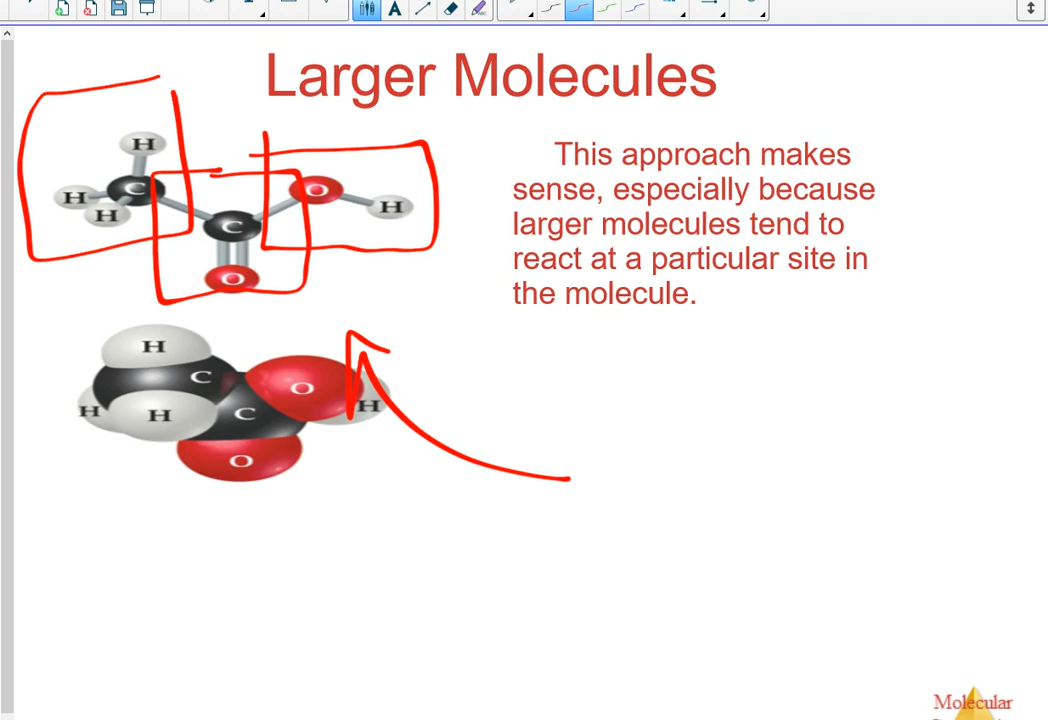 Larger Molecules
This approach makes
sense, especially because
larger molecules tend to
react at a particular site in
the molecule.
H
H
C
H
O
H
C
O
H
C
O
H
H
C
H
O
Molecular